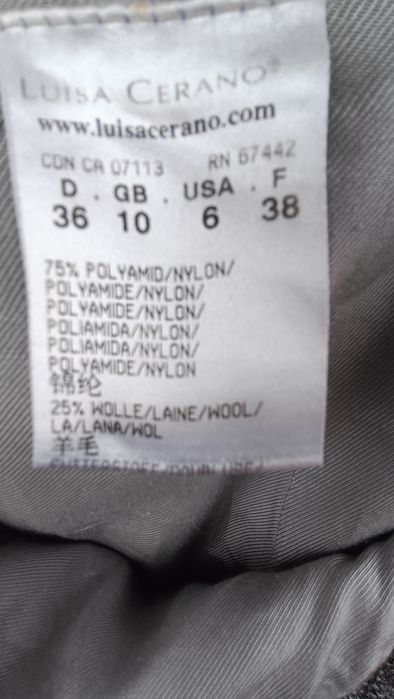 LUISA CERANO®
www.luisacerano.com
CDN CA 07113 RN 67442
D . GB . USA . F
36 10 6 38
75% POLYAMID/NYLON/
POLYAMIDE/NYLON/
POLYAMIDE/NYLON/
POLIAMIDA/NYLON/
POLIAMIDA/NYLON/
POLYAMIDE/NYLON
锦纶
25% WOLLE/LAINE/WOOL/
LA/LANA/WOL
羊毛